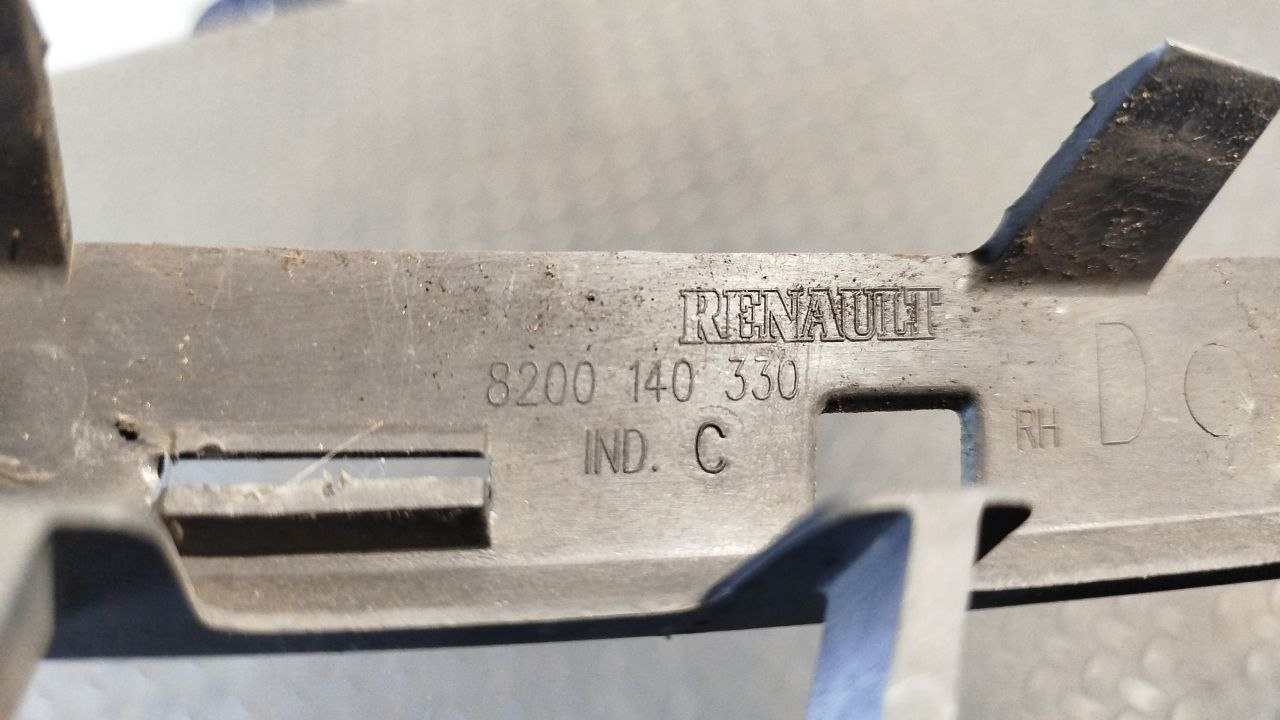 RENAULT
8200 140 330
IND. C
RH D